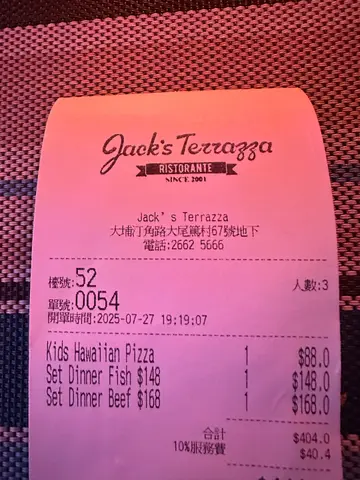 Jack's Terrazza
RISTORANTE
SINCE 2001
Jack's Terrazza
大埔汀角路大尾篤村67號地下
電話:2662 5666
檯號:52 人數:3
單號:0054
開單時間:2025-07-27 19:19:07
Kids Hawaiian Pizza 1 $88.0
Set Dinner Fish $148 1 $148.0
Set Dinner Beef $168 1 $168.0
合計 $404.0
10%服務費 $40.4